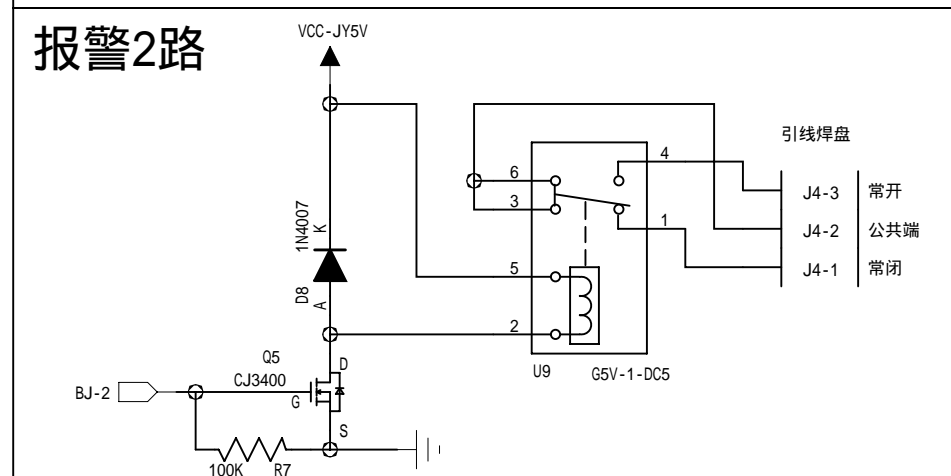 报警2路
VCC-JY5V
引线焊盘
6
4
J4-3
常开
3
1N4007
K
1
J4-2
公共端
J4-1
常闭
5
D8
A
2
Q5
D
U9
G5V-1-DC5
CJ3400
BJ-2
G
S
100K
R7